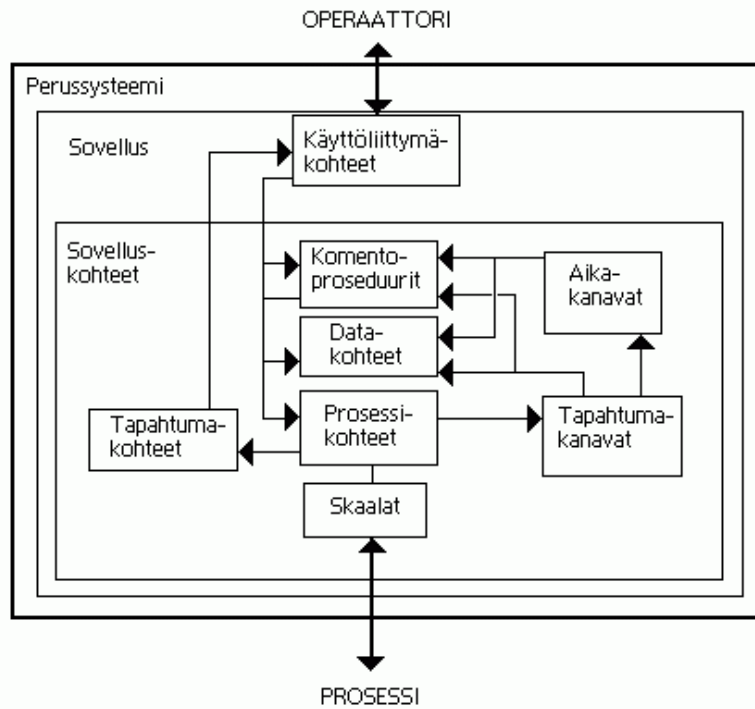 OPERAATTORI
Perussysteemi
Sovellus
Käyttöliittymä-
kohteet
Sovellus-
kohteet
Komento-
proseduurit
Aika-
kanavat
Data-
kohteet
Tapahtuma-
kohteet
Prosessi-
kohteet
Tapahtuma-
kanavat
Skaalat
PROSESSI